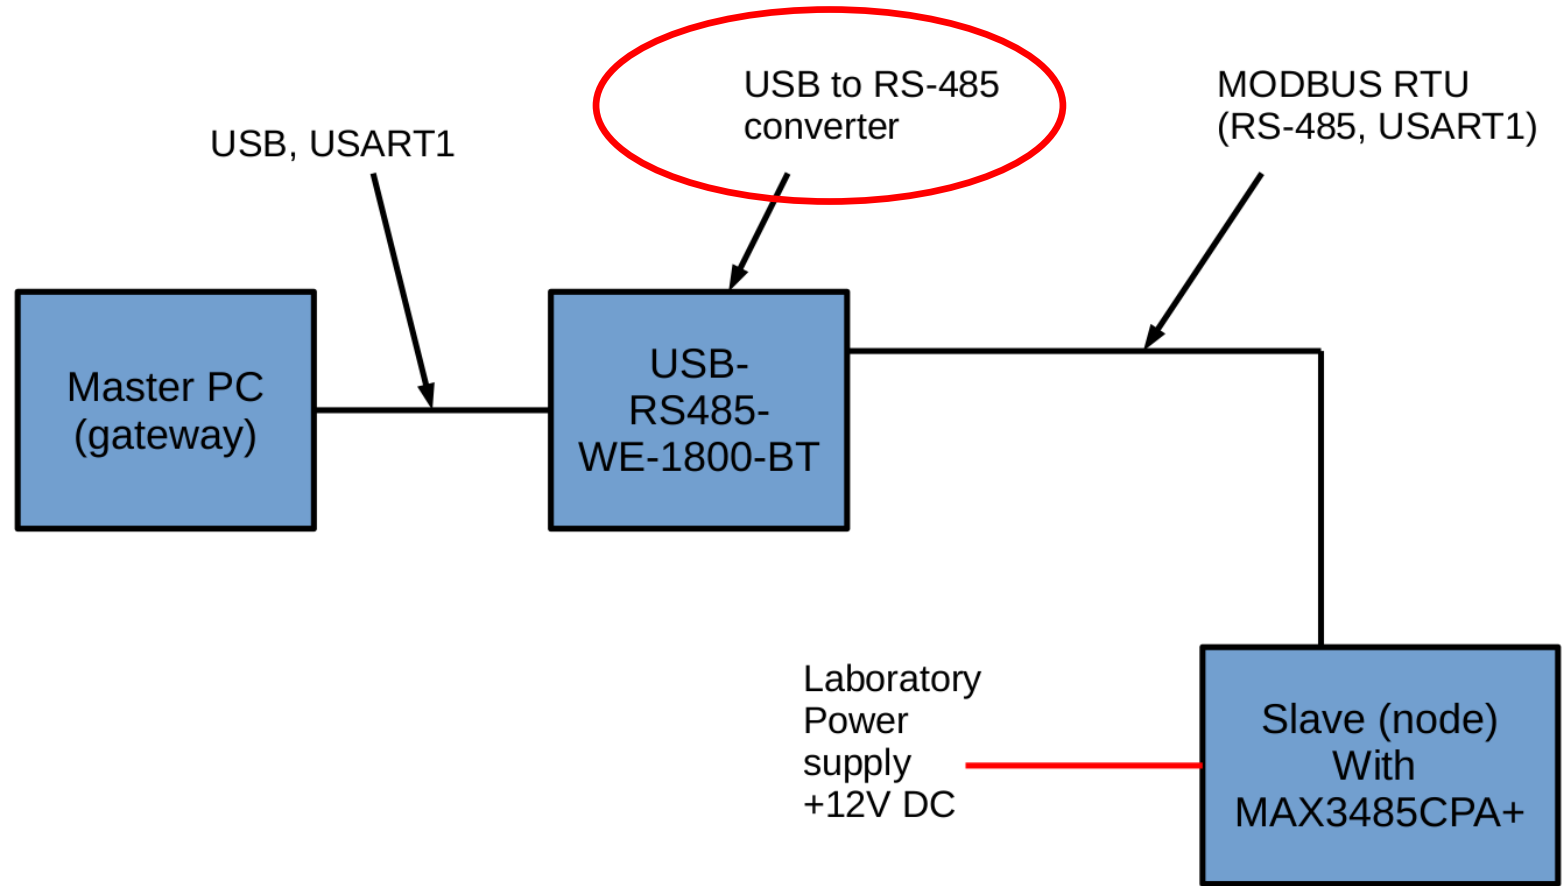 USB to RS-485
converter
MODBUS RTU
(RS-485, USART1)
USB, USART1
Master PC
(gateway)
USB-
RS485-
WE-1800-BT
Laboratory
Power
supply
+12V DC
Slave (node)
With
MAX3485CPA+